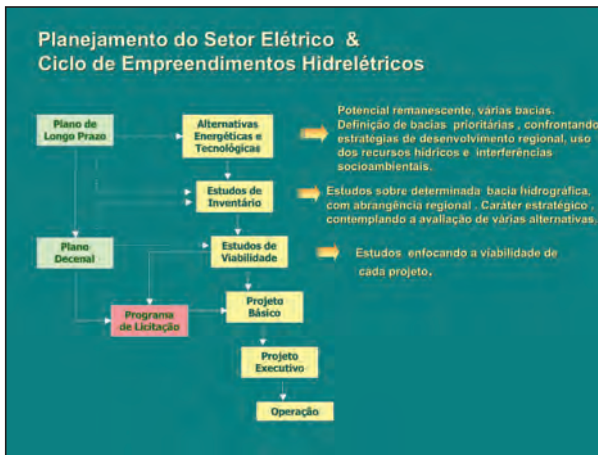 Planejamento do Setor Elétrico &
Ciclo de Empreendimentos Hidrelétricos
Plano de
Longo Prazo
Alternativas
Energéticas e
Tecnológicas
Potencial remanescente, várias bacias.
Definição de bacias prioritárias , confrontando
estratégias de desenvolvimento regional, uso
dos recursos hídricos e interferências
socioambientais.
Estudos de
Inventário
Estudos sobre determinada bacia hidrográfica,
com abrangência regional . Caráter estratégico ,
contemplando a avaliação de várias alternativas.
Plano
Decenal
Estudos de
Viabilidade
Estudos enfocando a viabilidade de
cada projeto.
Programa
de Licitação
Projeto
Básico
Projeto
Executivo
Operação